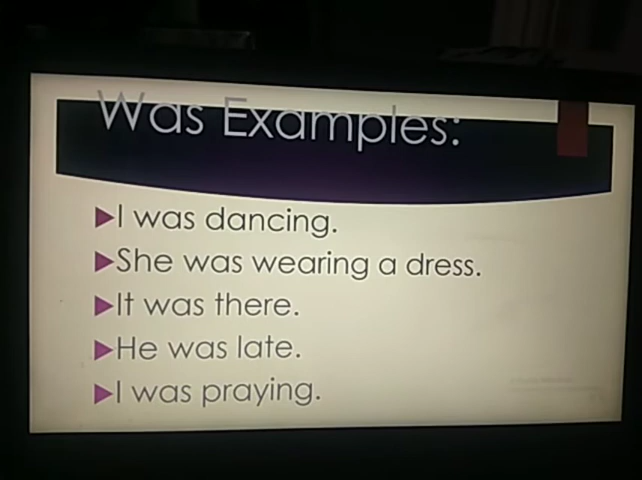 Was Examples:
I was dancing.
She was wearing a dress.
It was there.
He was late.
I was praying.